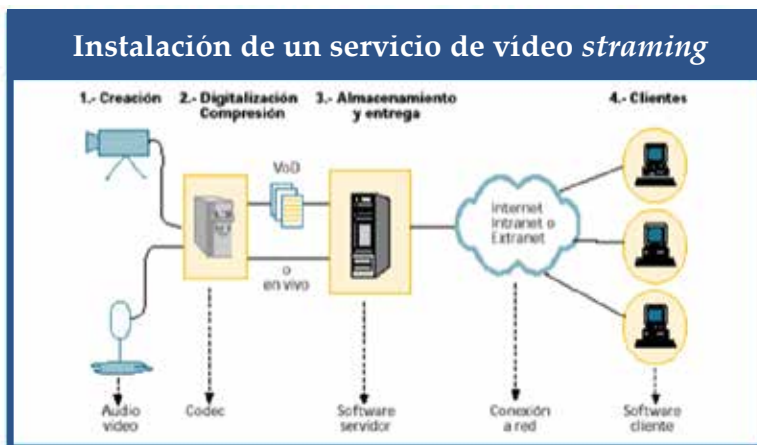 Instalación de un servicio de vídeo straming
1.- Creación
2.- Digitalización
Compresión
3.- Almacenamiento
y entrega
4.- Clientes
VoD
o
en vivo
Internet
Intranet o
Extranet
Audio
video
Codec
Software
servidor
Conexión
a red
Software
cliente